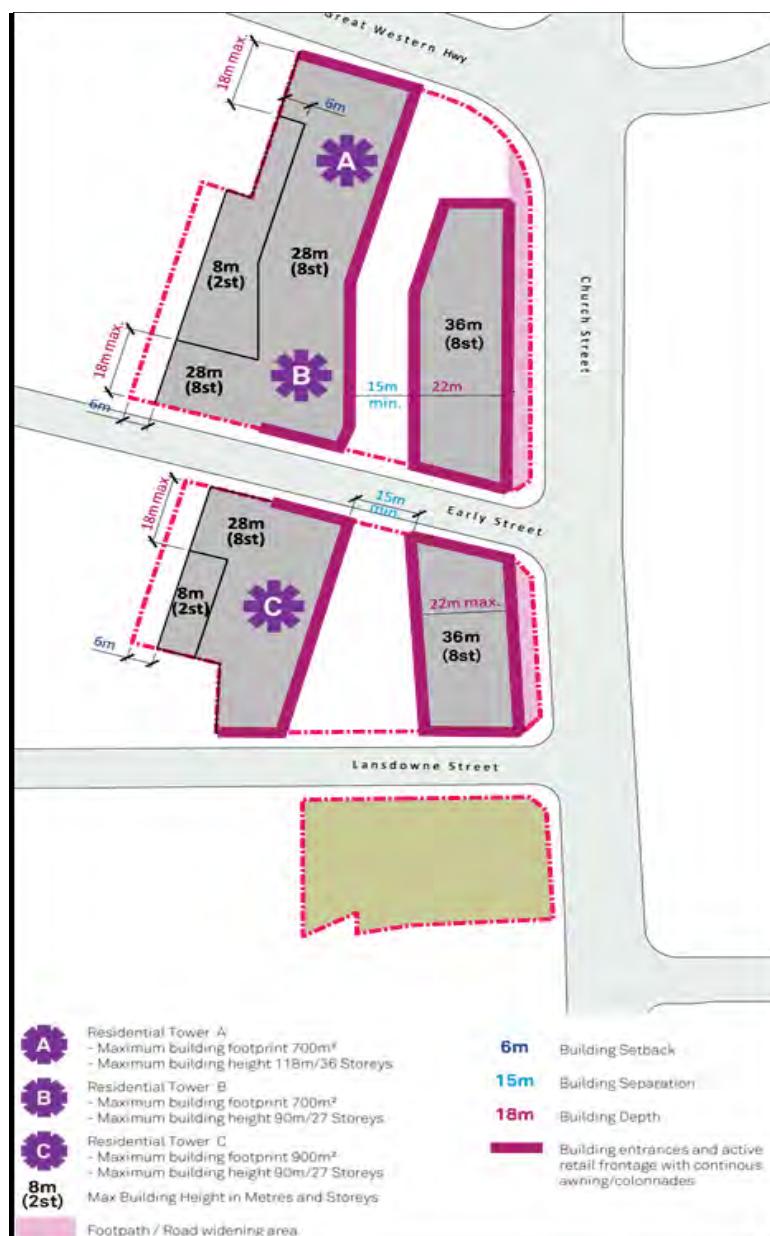 Great Western Hwy
18m max.
6m
A
28m
(8st)
8m
(2st)
36m
(8st)
Church Street
18m max.
28m
(8st)
B
15m
min.
22m
6m
18m max.
15m
min.
Early Street
28m
(8st)
8m
(2st)
C
22m max.
36m
(8st)
6m
Lansdowne Street
A
Residential Tower A
- Maximum building footprint 700m²
- Maximum building height 118m/36 Storeys
B
Residential Tower B
- Maximum building footprint 700m²
- Maximum building height 90m/27 Storeys
C
Residential Tower C
- Maximum building footprint 900m²
- Maximum building height 90m/27 Storeys
8m
(2st)
Max Building Height in Metres and Storeys
Footpath / Road widening area
6m Building Setback
15m Building Separation
18m Building Depth
Building entrances and active
retail frontage with continous
awning/colonnades